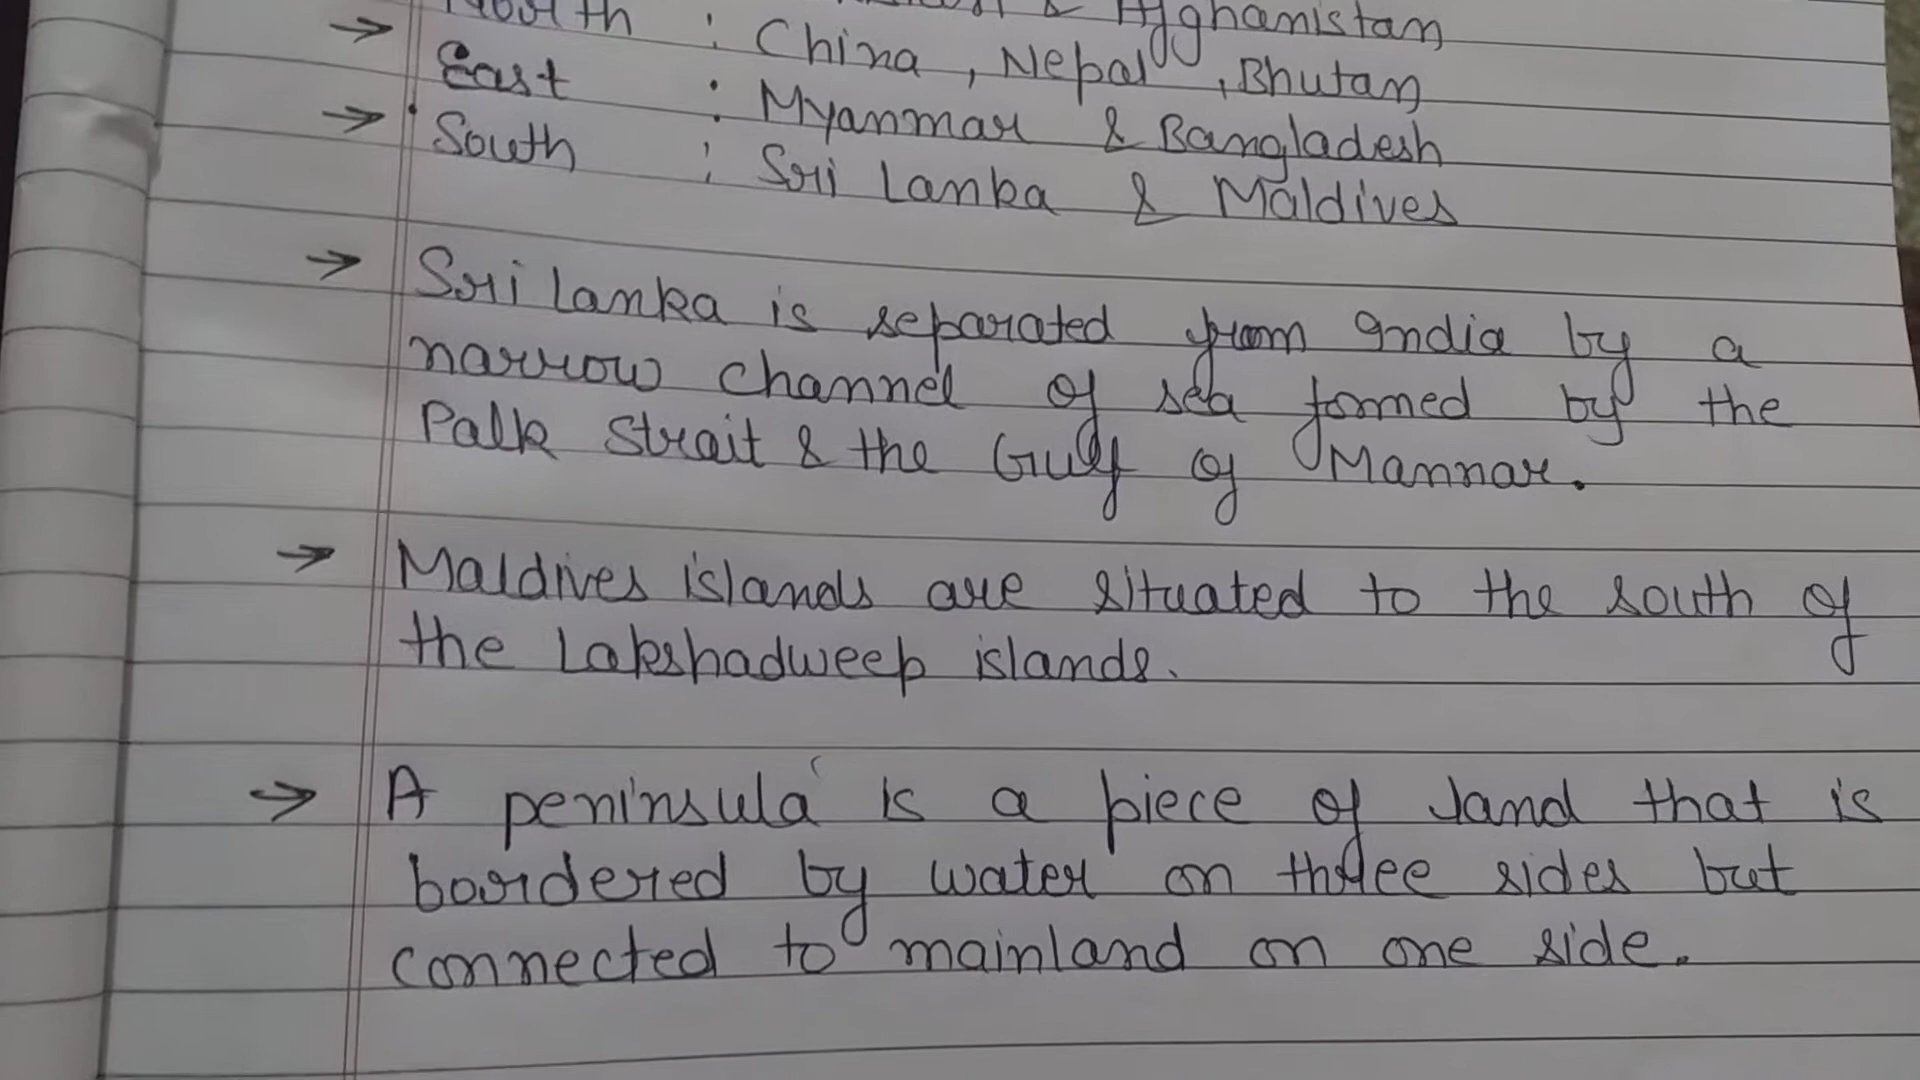 & Afghanistan
→ North : China, Nepal, Bhutan
East : Myanmar & Bangladesh
→ South : Sri Lanka & Maldives
→ Sri Lanka is separated from India by a
narrow channel of sea formed by the
Palk Strait & the Gulf of Mannar.
→ Maldives islands are situated to the south of
the Lakshadweep islands.
→ A peninsula is a piece of land that is
bordered by water on three sides but
connected to mainland on one side.